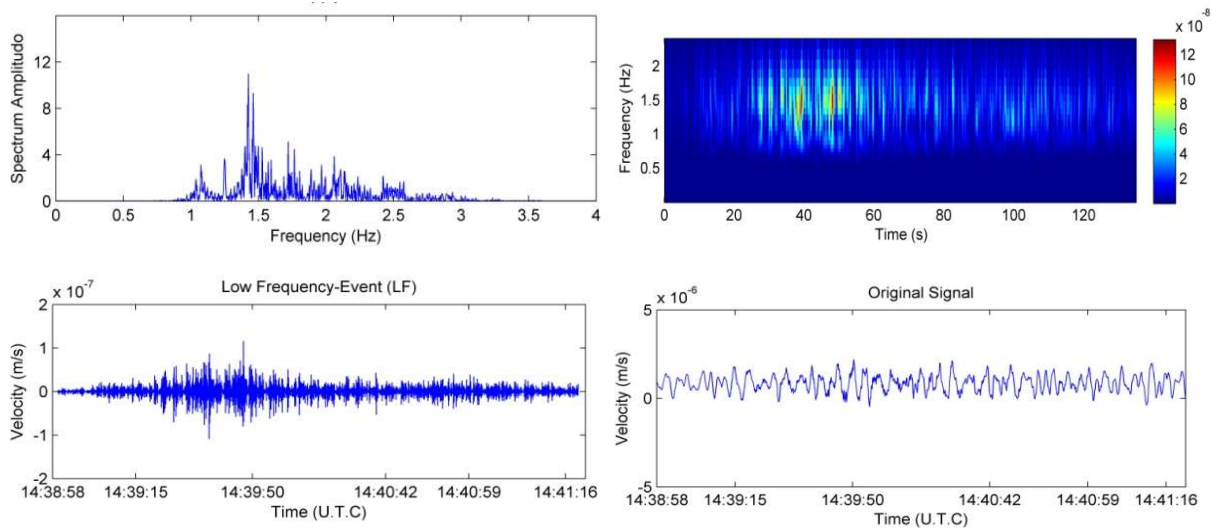 Spectrum Amplitudo
12
8
4
0
0 0.5 1 1.5 2 2.5 3 3.5 4
Frequency (Hz)
x 10^-8
Frequency (Hz)
2
1.5
1
0.5
0 20 40 60 80 100 120
Time (s)
12
10
8
6
4
2
Low Frequency-Event (LF)
x 10^-7
Velocity (m/s)
2
1
0
-1
-2
14:38:58 14:39:15 14:39:50 14:40:42 14:40:59 14:41:16
Time (U.T.C)
Original Signal
x 10^-6
Velocity (m/s)
5
0
-5
14:38:58 14:39:15 14:39:50 14:40:42 14:40:59 14:41:16
Time (U.T.C)